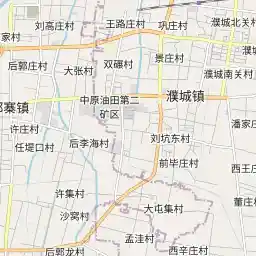 刘高庄村
王路庄村
巩庄村
濮城北关村
家村
后郭庄村
大张村
双碾村
景庄村
濮城南关村
中原油田第二
矿区
濮城镇
寨镇
许庄村
任堤口村
后李海村
刘坑东村
潘家
前毕庄村
西王庄
许集村
沙窝村
大屯集村
董庄村
孟洼村
后郭龙村
西辛庄村